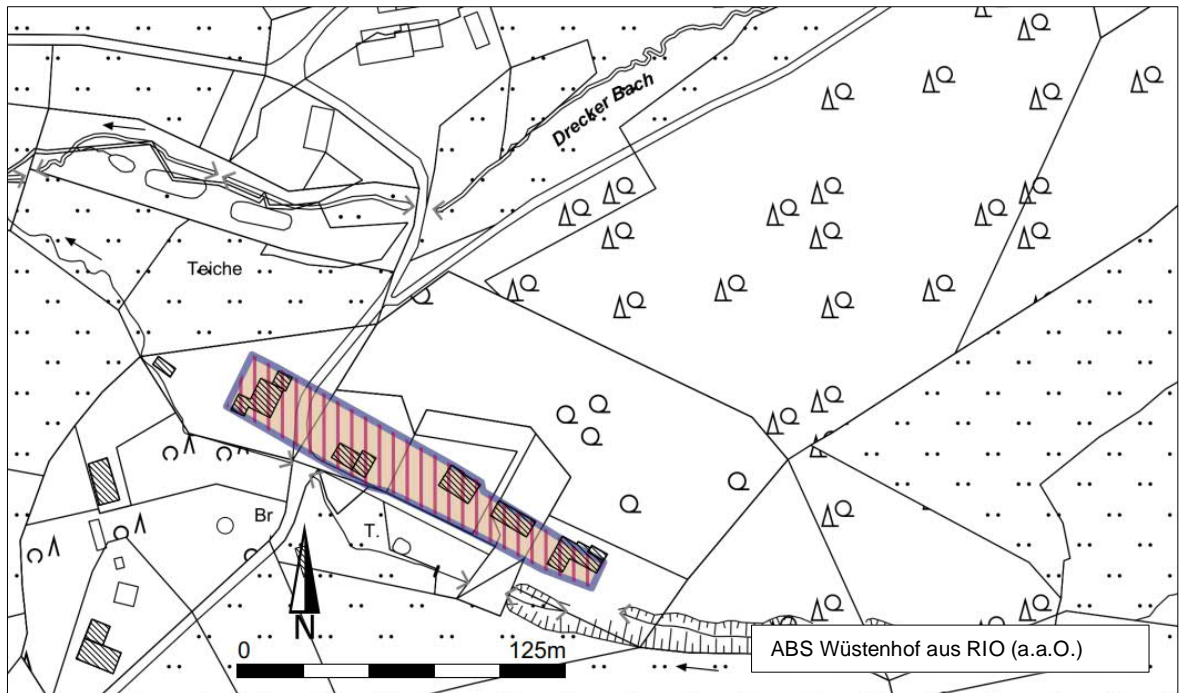 Drecker Bach
Teiche
Br
T.
N
0 125m
ABS Wüstenhof aus RIO (a.a.O.)